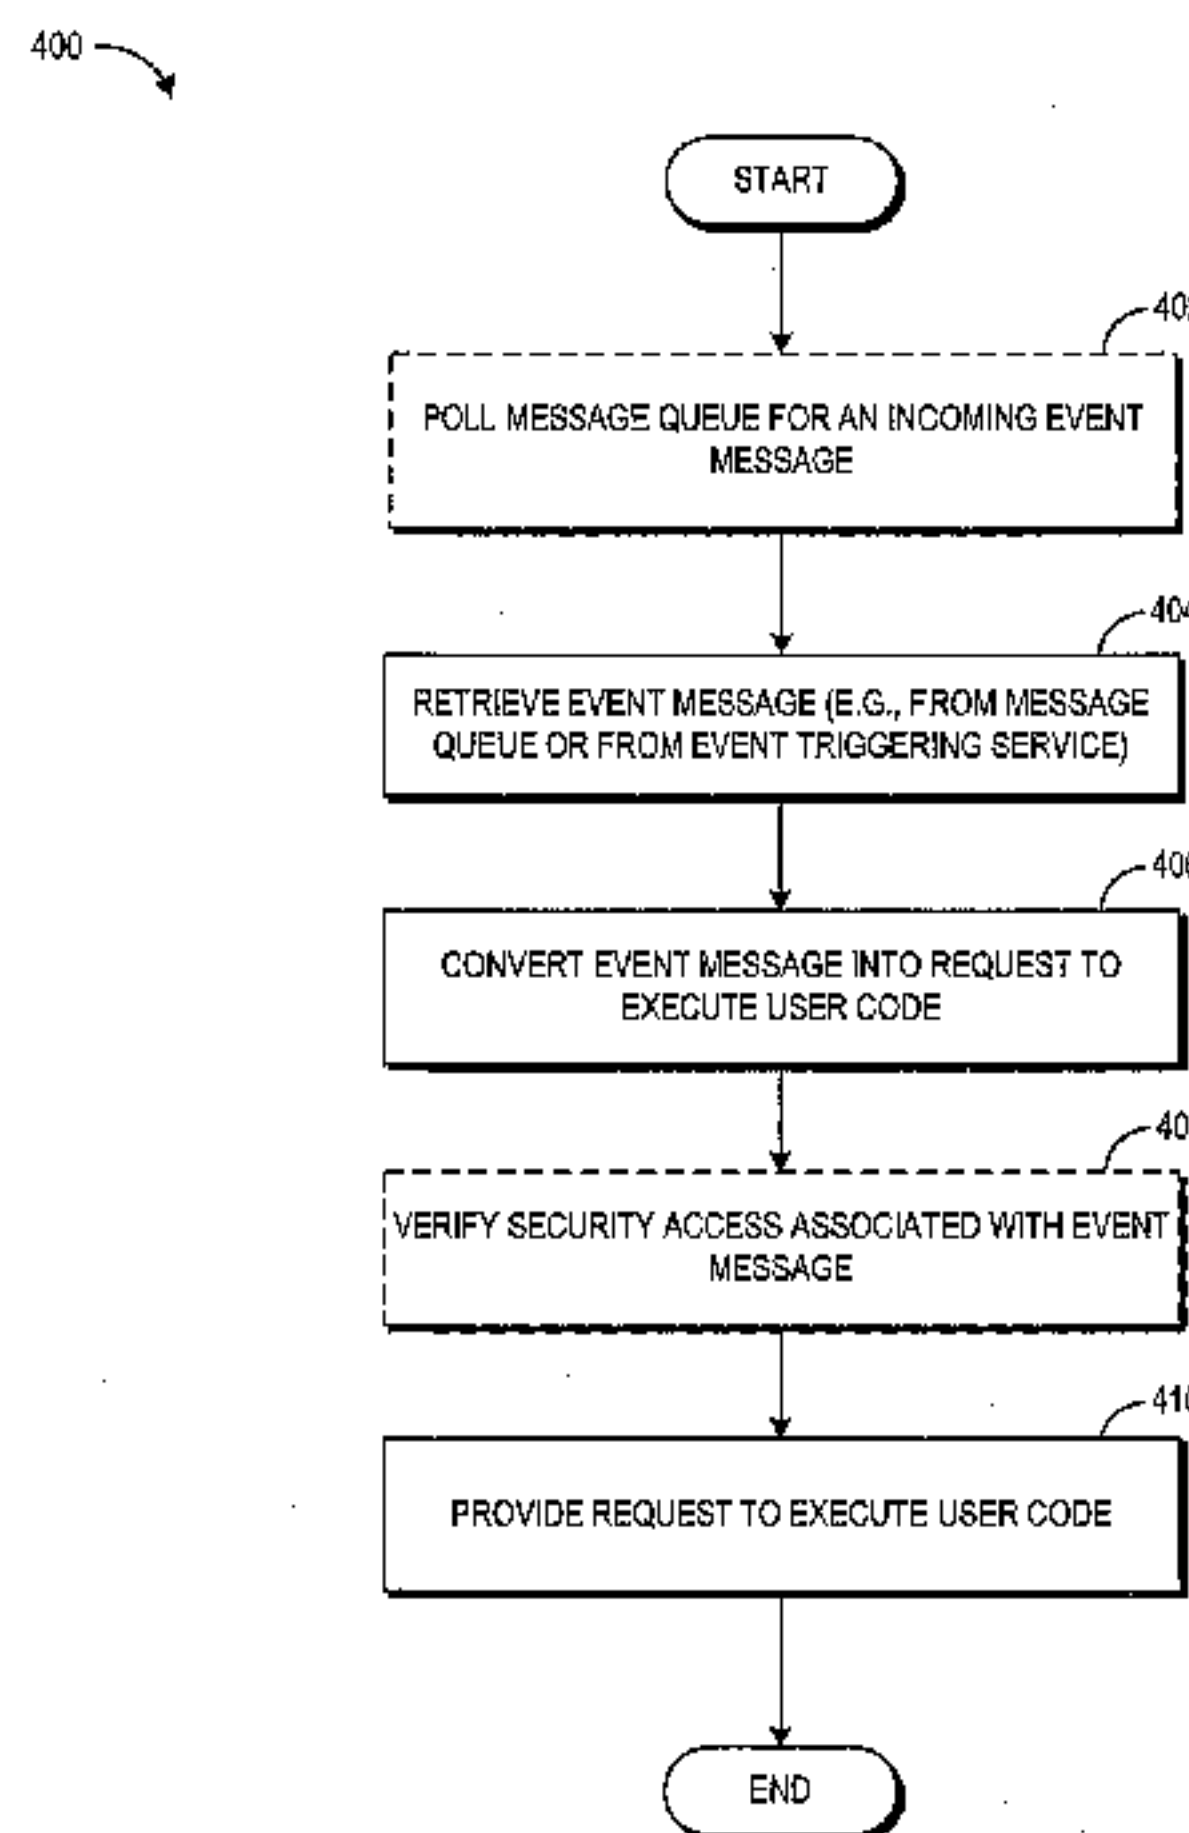 400
START
POLL MESSAGE QUEUE FOR AN INCOMING EVENT
MESSAGE
404
RETRIEVE EVENT MESSAGE (E.G., FROM MESSAGE
QUEUE OR FROM EVENT TRIGGERING SERVICE)
CONVERT EVENT MESSAGE INTO REQUEST TO
EXECUTE USER CODE
VERIFY SECURITY ACCESS ASSOCIATED WITH EVENT
MESSAGE
410
PROVIDE REQUEST TO EXECUTE USER CODE
END